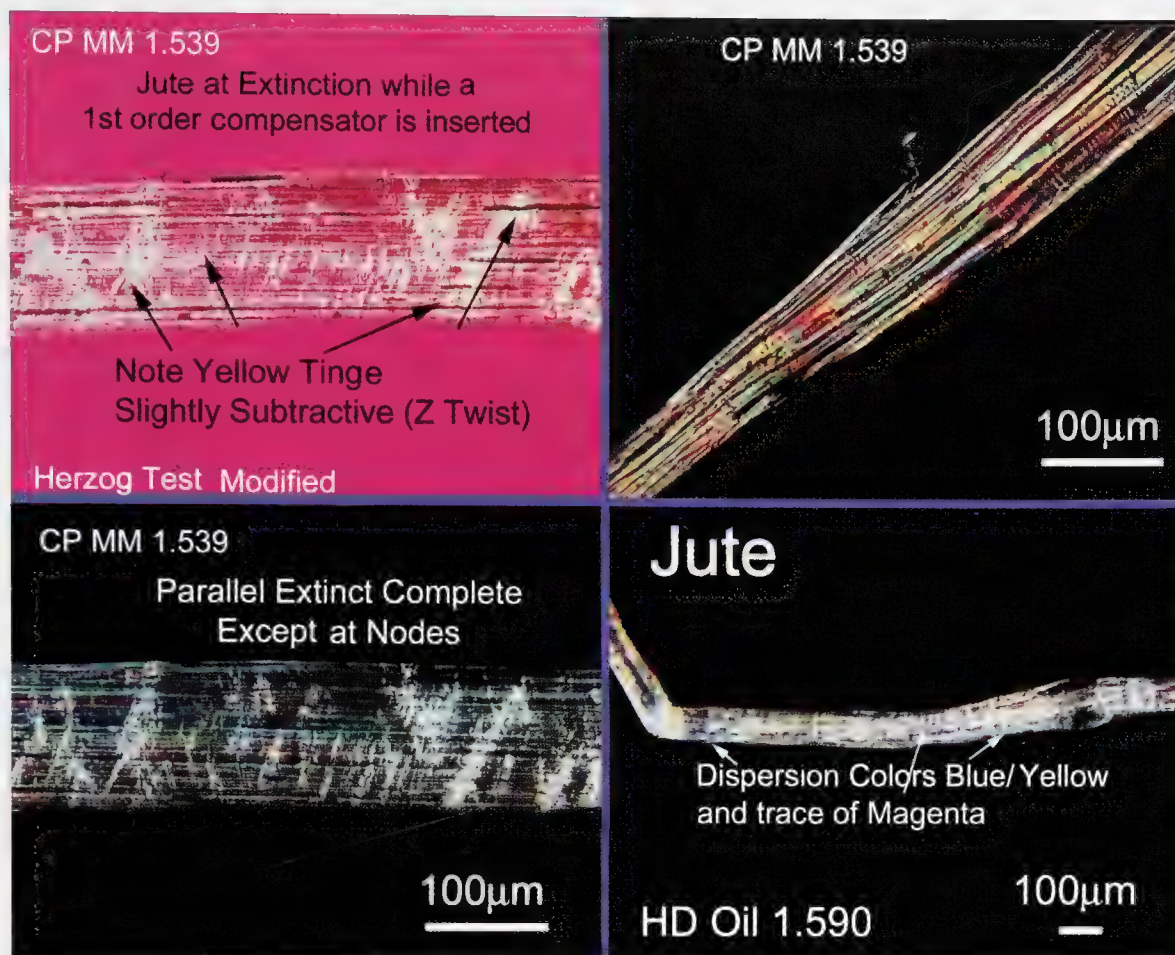 CP MM 1.539
Jute at Extinction while a
1st order compensator is inserted
Note Yellow Tinge
Slightly Subtractive (Z Twist)
Herzog Test Modified
CP MM 1.539
100μm
CP MM 1.539
Parallel Extinct Complete
Except at Nodes
100μm
Jute
Dispersion Colors Blue/Yellow
and trace of Magenta
100μm
HD Oil 1.590